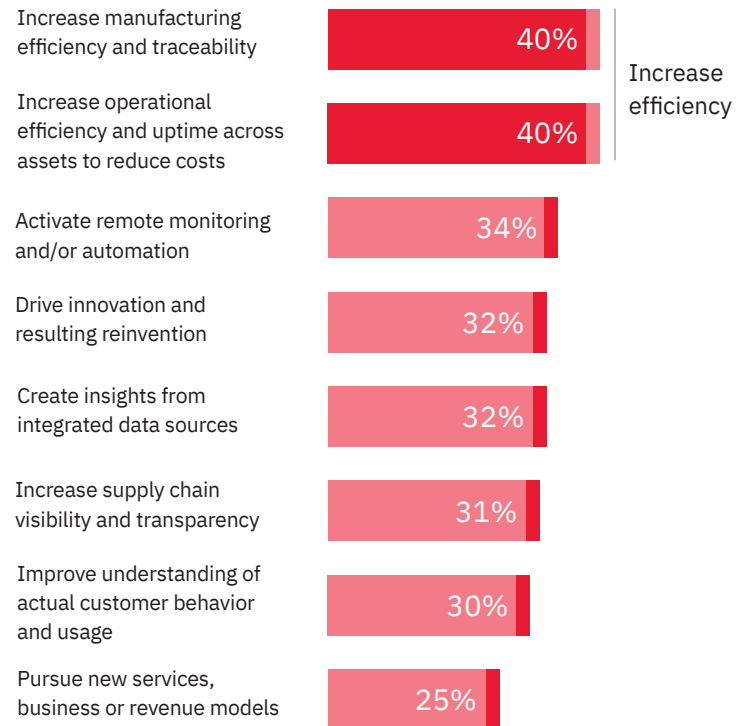 Increase manufacturing
efficiency and traceability
40%
Increase
efficiency
Increase operational
efficiency and uptime across
assets to reduce costs
40%
Activate remote monitoring
and/or automation
34%
Drive innovation and
resulting reinvention
32%
Create insights from
integrated data sources
32%
Increase supply chain
visibility and transparency
31%
Improve understanding of
actual customer behavior
and usage
30%
Pursue new services,
business or revenue models
25%